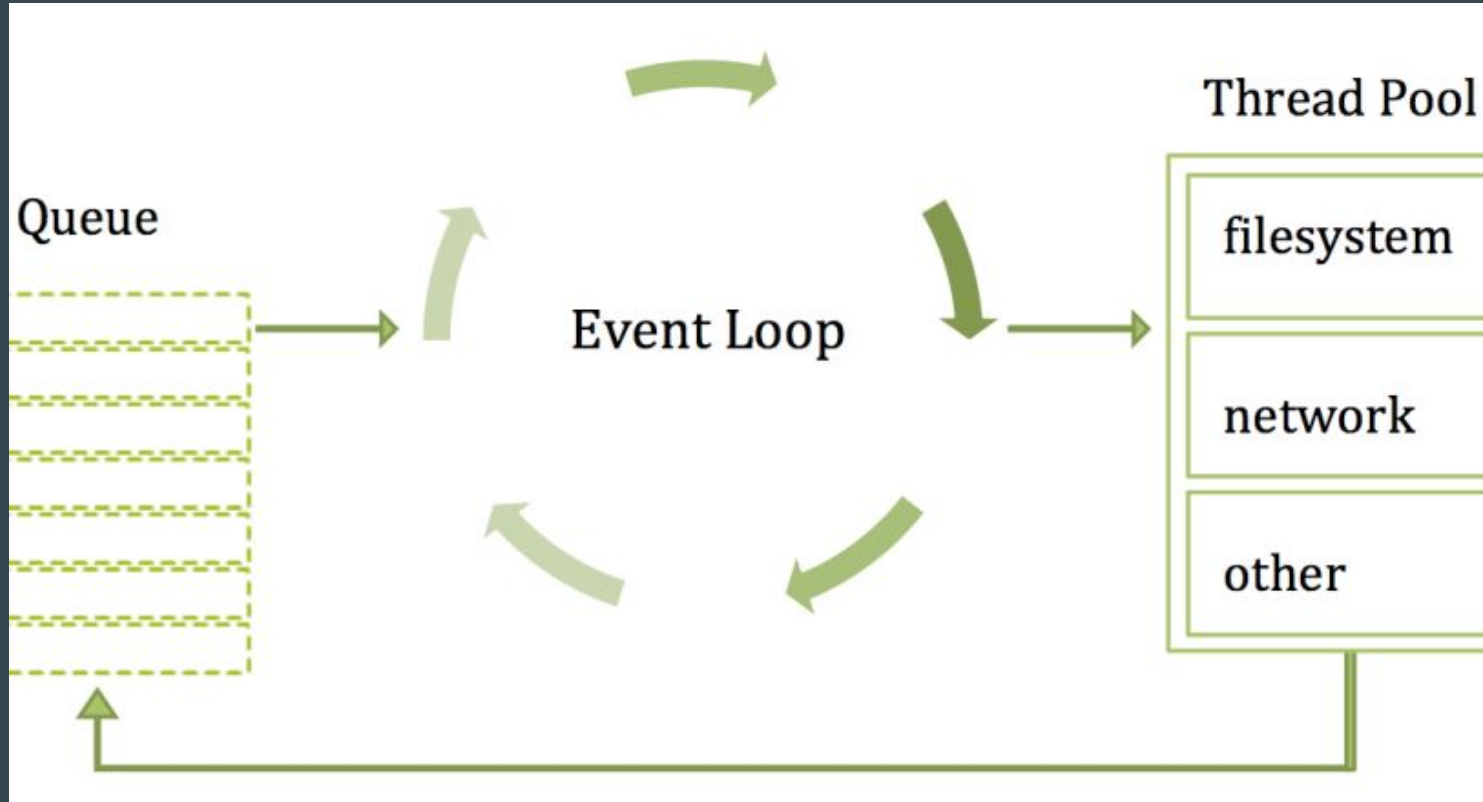 Queue
Event Loop
Thread Pool
filesystem
network
other